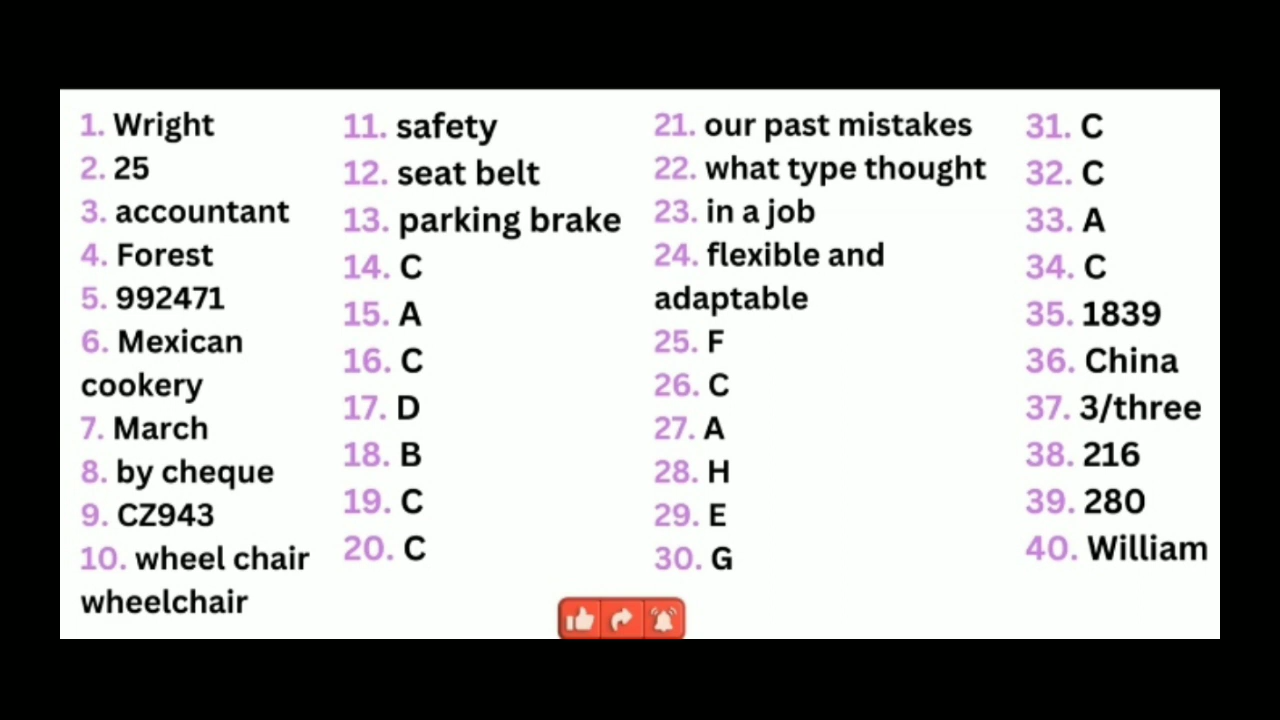 1. Wright
2. 25
3. accountant
4. Forest
5. 992471
6. Mexican
cookery
7. March
8. by cheque
9. CZ943
10. wheel chair
wheelchair
11. safety
12. seat belt
13. parking brake
14. C
15. A
16. C
17. D
18. B
19. C
20. C
21. our past mistakes
22. what type thought
23. in a job
24. flexible and
adaptable
25. F
26. C
27. A
28. H
29. E
30. G
31. C
32. C
33. A
34. C
35. 1839
36. China
37. 3/three
38. 216
39. 280
40. William